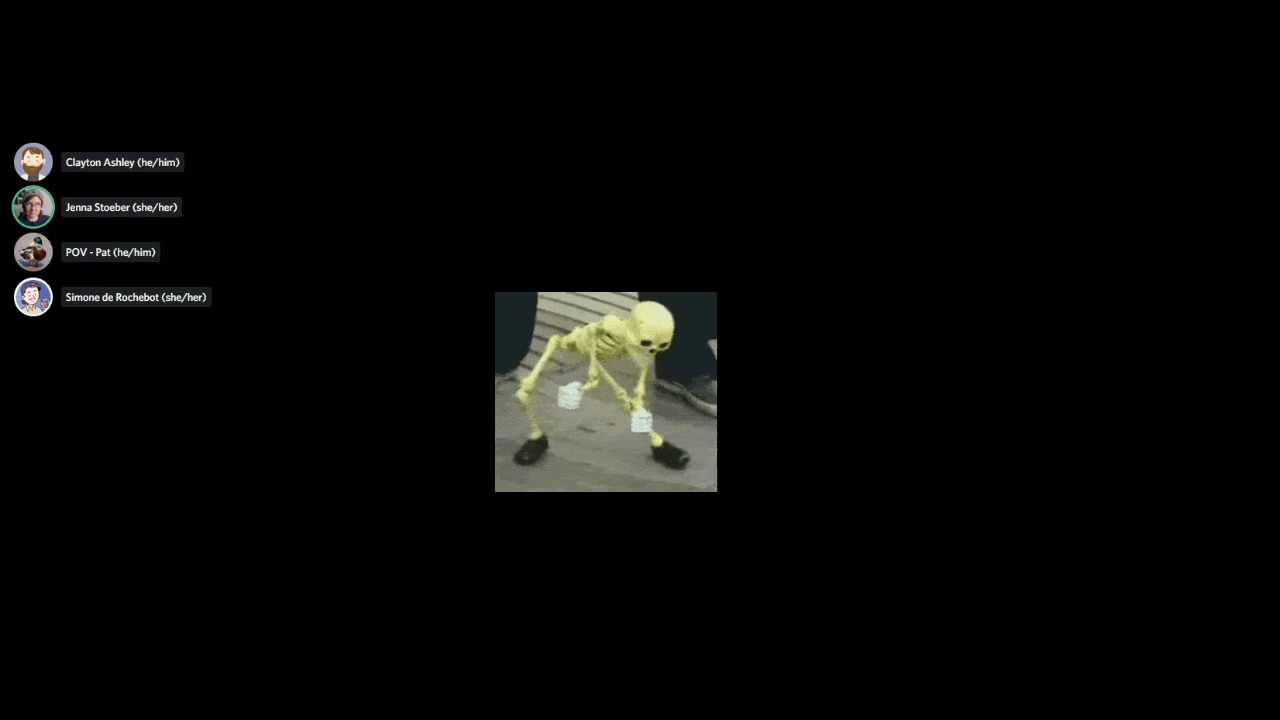 Clayton Ashley (he/him)
Jenna Stoeber (she/her)
POV - Pat (he/him)
Simone de Rochebot (she/her)